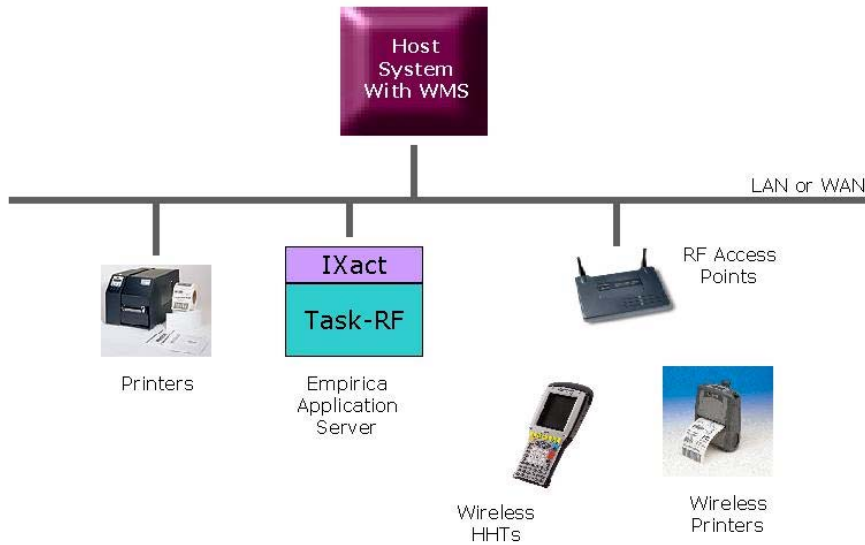 Host
System
With WMS
LAN or WAN
IXact
Task-RF
RF Access
Points
Printers
Empirica
Application
Server
Wireless
HHTs
Wireless
Printers